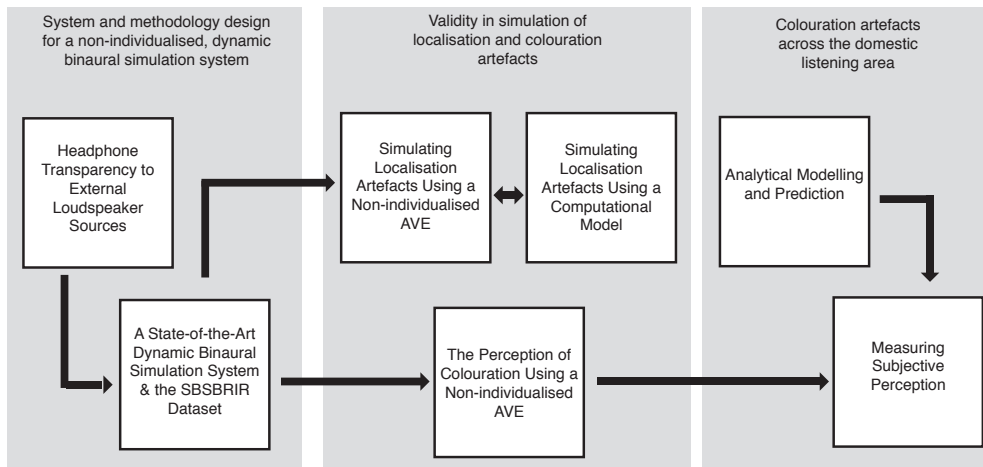 System and methodology design
for a non-individualised, dynamic
binaural simulation system
Headphone
Transparency to
External
Loudspeaker
Sources
A State-of-the-Art
Dynamic Binaural
Simulation System
& the SBSBRIR
Dataset
Validity in simulation of
localisation and colouration
artefacts
Simulating
Localisation
Artefacts Using a
Non-individualised
AVE
Simulating
Localisation
Artefacts Using a
Computational
Model
The Perception of
Colouration Using a
Non-individualised
AVE
Colouration artefacts
across the domestic
listening area
Analytical Modelling
and Prediction
Measuring
Subjective
Perception